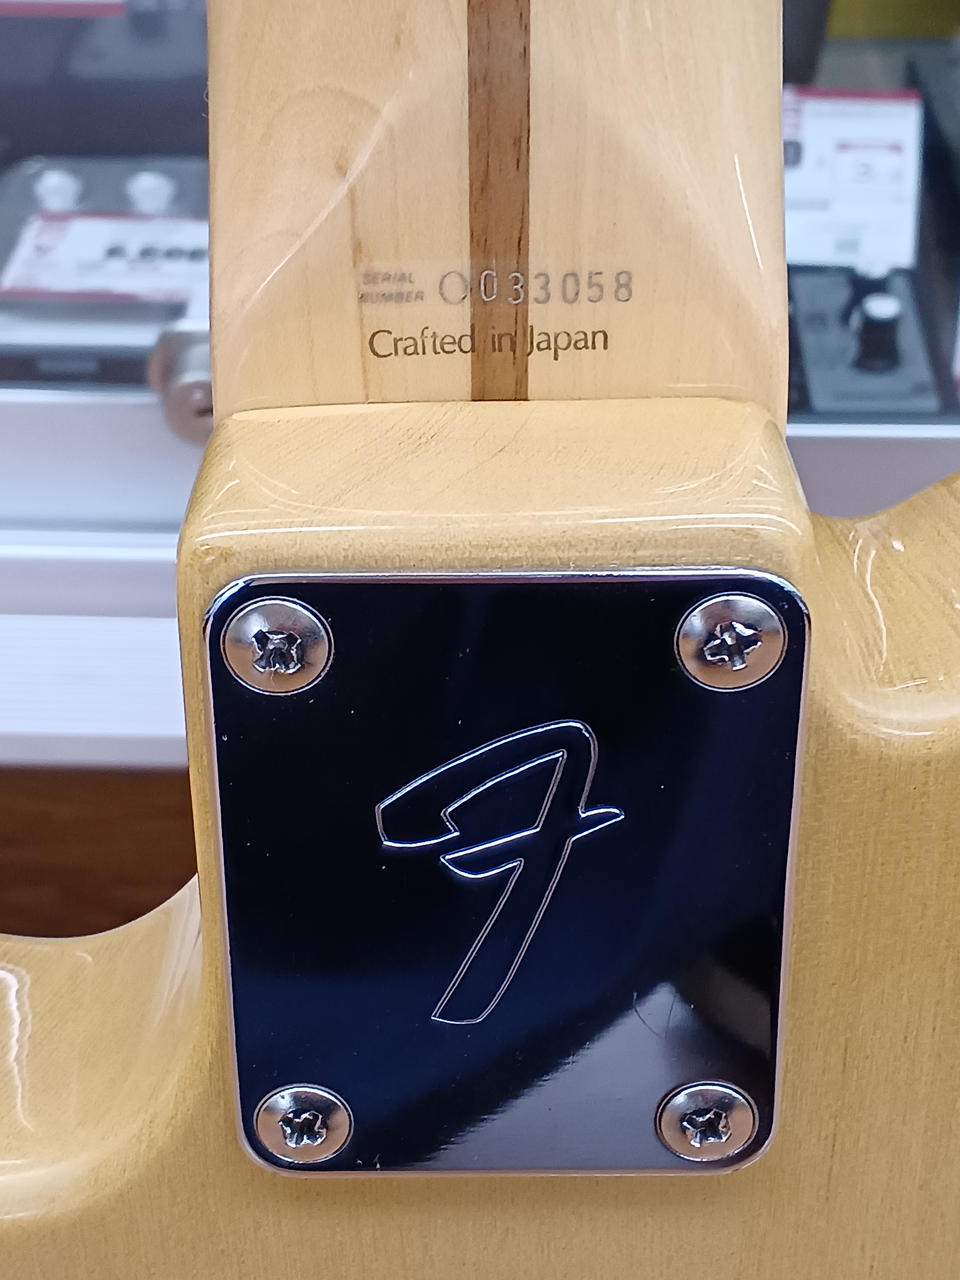 SERIAL
NUMBER O033058
Crafted in Japan
F